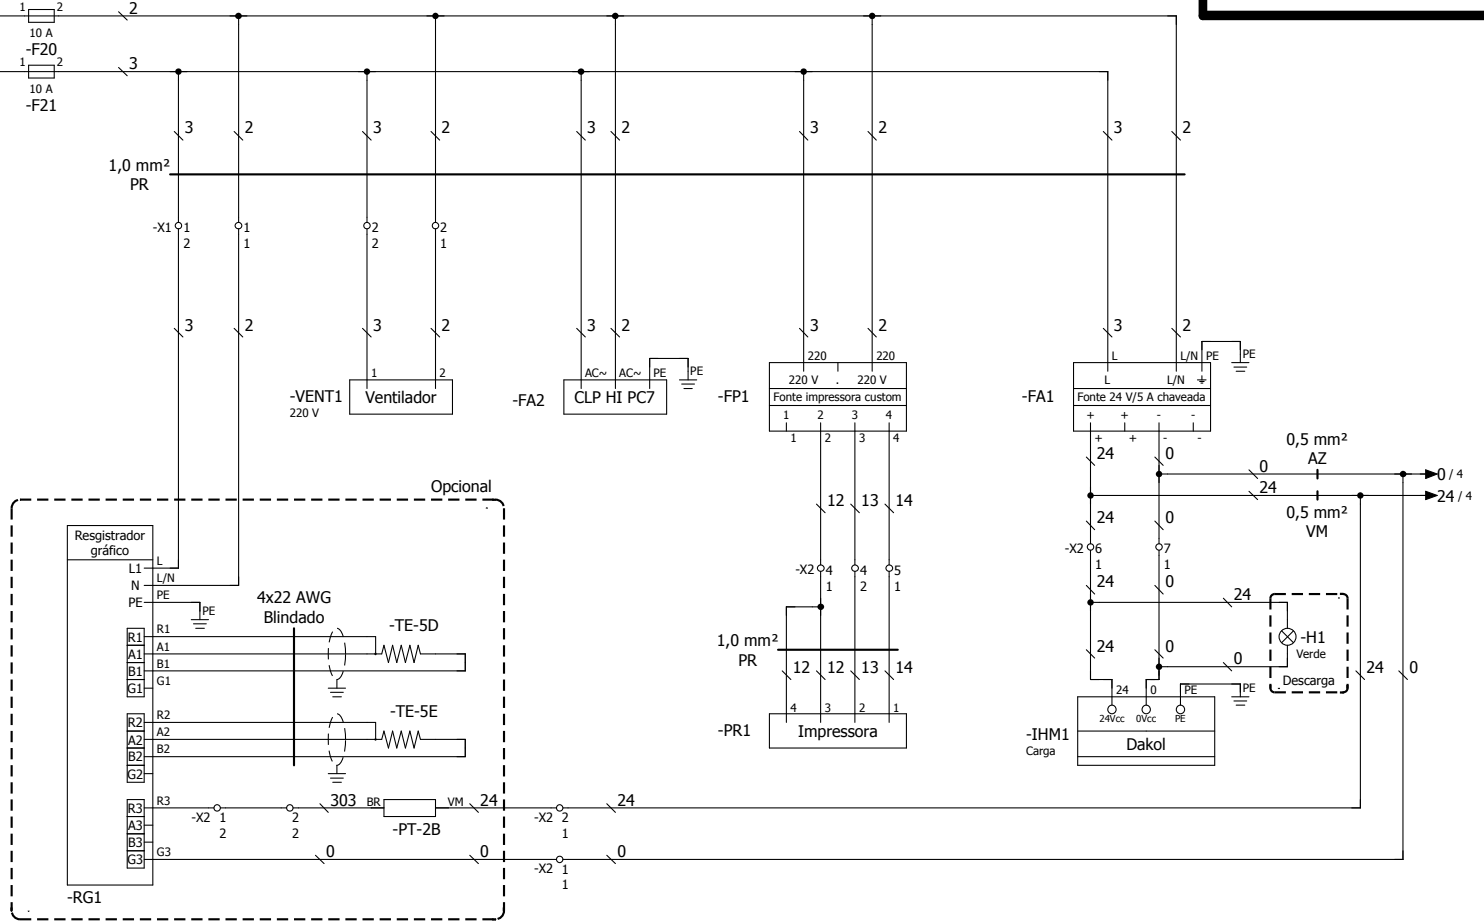 1 2 2
10 A
-F20
1 2 3
10 A
-F21
3 2 3 2 3 2 3 2 3 2
1,0 mm²
PR
-X1 1 1 2 2
2 1 2 1
3 2 3 2 3 2 3 2 3 2
220 220 L L/N PE PE
1 2 AC~ AC~ PE PE 220 V . 220 V L L/N
-VENT1 Ventilador
220 V
-FA2 CLP HI PC7
-FP1 Fonte impressora custom
1 2 3 4
1 2 3 4
-FA1 Fonte 24 V/5 A chaveada
+ + - -
+ + - -
24 0
0,5 mm²
AZ
0 0 / 4
24 24 / 4
0,5 mm²
VM
12 13 14
24 0
-X2 4 4 5
1 2 1
-X2 6 7
1 1
24 0
24
1,0 mm²
PR
12 12 13 14
24 0 0
-H1
Verde
Descarga
24 0
4 3 2 1
-PR1 Impressora
24 0 PE PE
24Vcc 0Vcc PE
-IHM1
Carga
Dakol
Opcional
Resgistrador
gráfico
L1 L
N L/N
PE PE PE
4x22 AWG
Blindado
-TE-5D
R1 R1
A1 A1
B1 B1
G1 G1
-TE-5E
R2 R2
A2 A2
B2 B2
G2
R3 R3 303 BR VM 24 24
-X2 1 2 -PT-2B -X2 2
2 2 1
A3
B3
G3 G3 0 0 0
-X2 1
1
-RG1